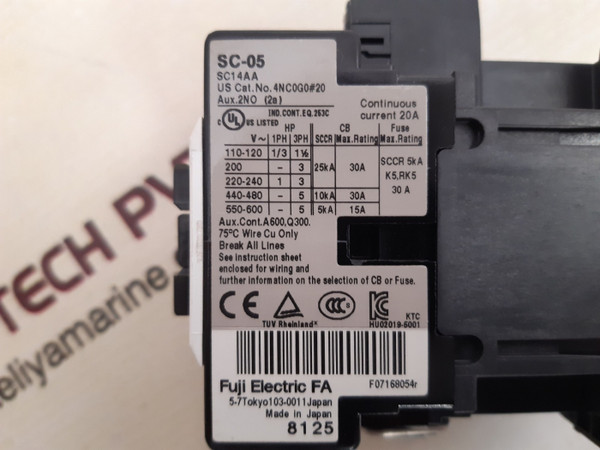 SC-05
SC14AA
US Cat.No.4NC0G0#20
Aux.2NO (2a)
Continuous
current 20A
IND.CONT.EQ.253C
C UL US LISTED
HP CB Fuse
V~ 1PH 3PH SCCR Max.Rating Max.Rating
110-120 1/3 1½ 25kA 30A SCCR 5kA K5,RK5 30A
200 - 3
220-240 1 3
440-480 - 5 10kA 30A
550-600 - 5 5kA 15A
Aux.Cont.A600,Q300.
75°C Wire Cu Only
Break All Lines
See instruction sheet
enclosed for wiring and
further information on the selection of CB or Fuse.
CE
TUV Rheinland
CCC
KTC
HU02019-6001
Fuji Electric FA
F07168054r
5-7Tokyo103-0011Japan
Made in Japan
8125
TECH PV
teliyamarine.